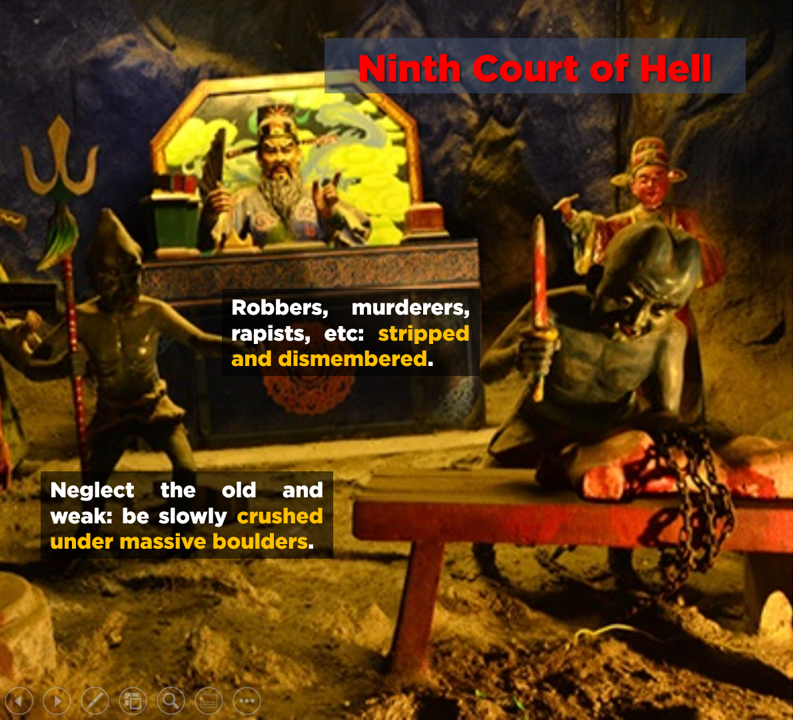 Ninth Court of Hell
Robbers, murderers,
rapists, etc: stripped
and dismembered.
Neglect the old and
weak: be slowly crushed
under massive boulders.